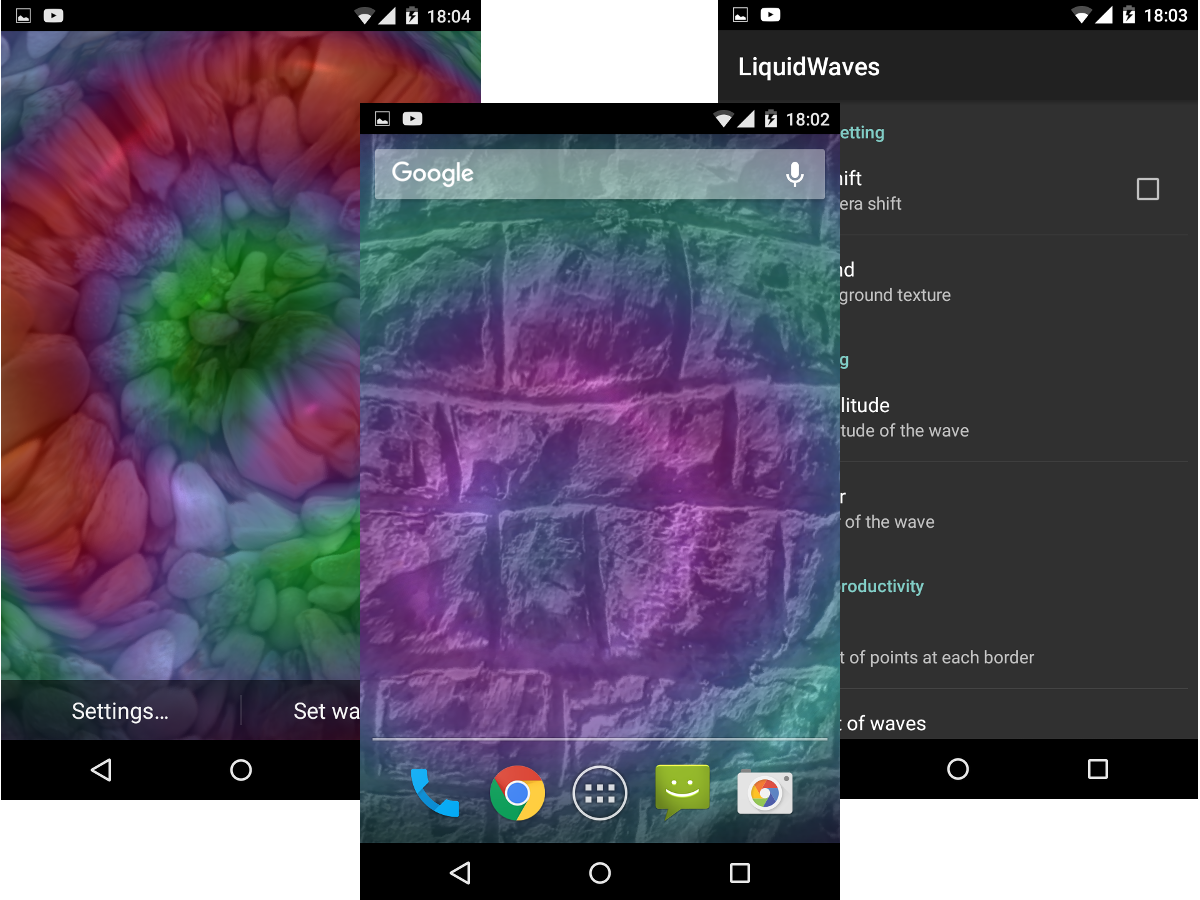 18:04
Settings...
Set wa
18:02
Google
18:03
LiquidWaves
etting
ift
era shift
nd
ground texture
g
litude
tude of the wave
r
of the wave
roductivity
t of points at each border
t of waves